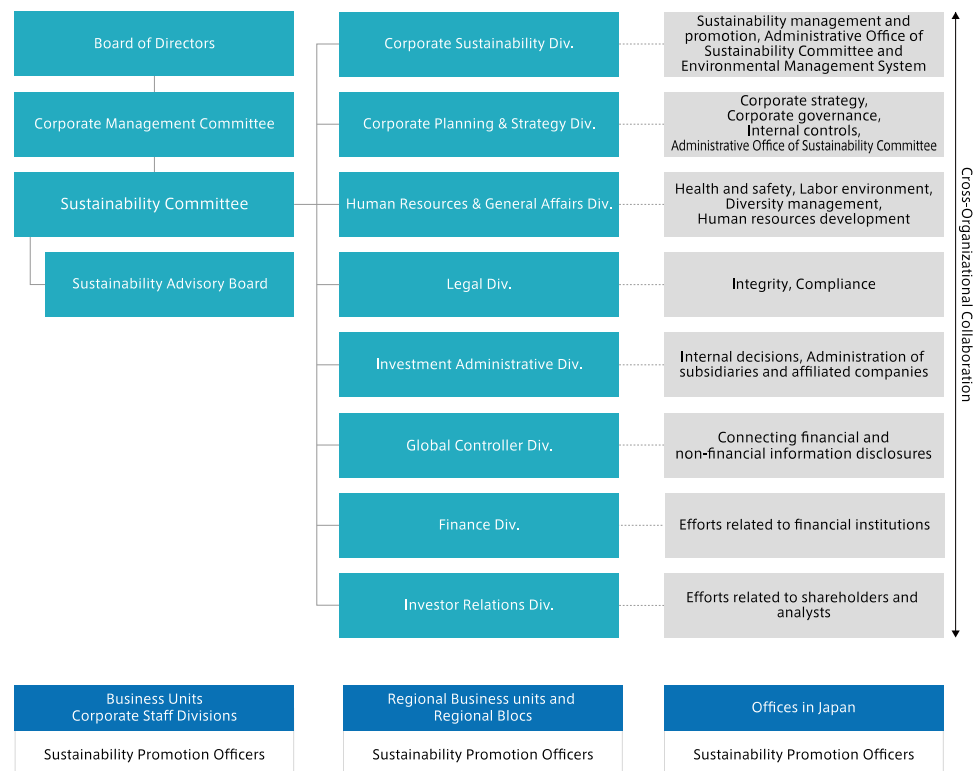 Board of Directors
Corporate Management Committee
Sustainability Committee
Sustainability Advisory Board
Corporate Sustainability Div.
Sustainability management and
promotion, Administrative Office of
Sustainability Committee and
Environmental Management System
Corporate Planning & Strategy Div.
Corporate strategy,
Corporate governance,
Internal controls,
Administrative Office of Sustainability Committee
Human Resources & General Affairs Div.
Health and safety, Labor environment,
Diversity management,
Human resources development
Legal Div.
Integrity, Compliance
Investment Administrative Div.
Internal decisions, Administration of
subsidiaries and affiliated companies
Global Controller Div.
Connecting financial and
non-financial information disclosures
Finance Div.
Efforts related to financial institutions
Investor Relations Div.
Efforts related to shareholders and
analysts
Cross-Organizational Collaboration
Business Units
Corporate Staff Divisions
Sustainability Promotion Officers
Regional Business units and
Regional Blocs
Sustainability Promotion Officers
Offices in Japan
Sustainability Promotion Officers